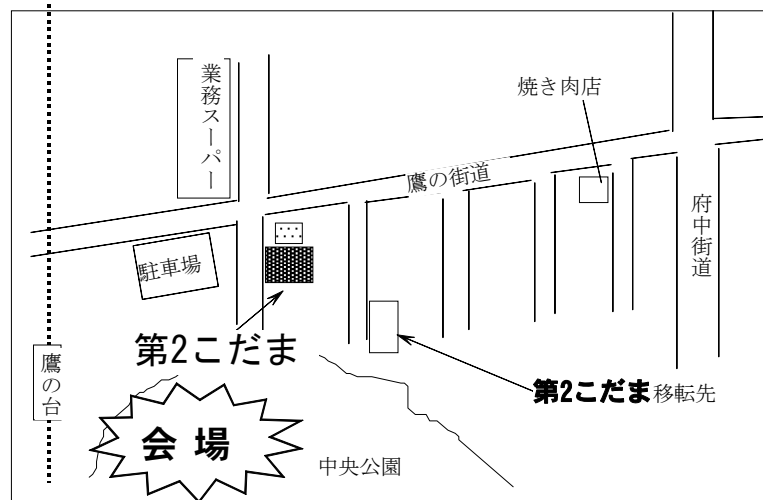 業務スーパー
焼き肉店
鷹の街道
府中街道
駐車場
第2こだま
鷹の台
第2こだま移転先
会場
中央公園